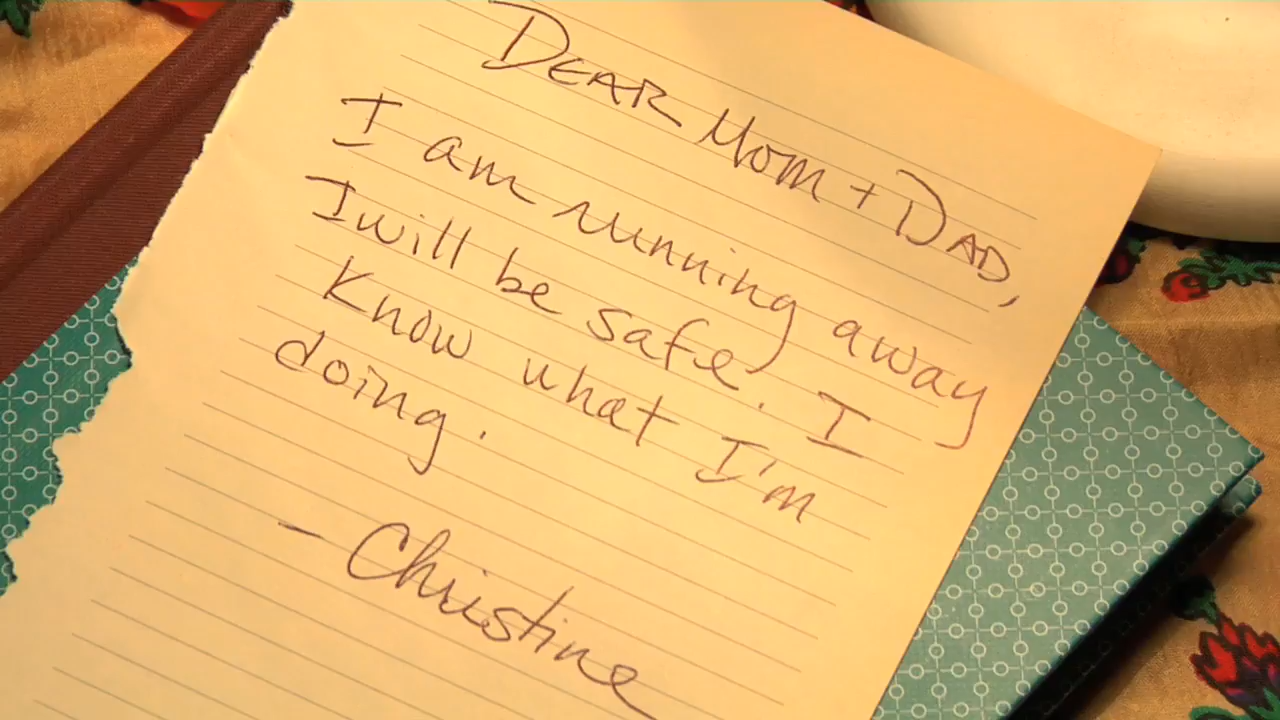 DEAR Mom + DAD,
I am running away
I will be safe. I
Know what I'm
doing.
- Christine